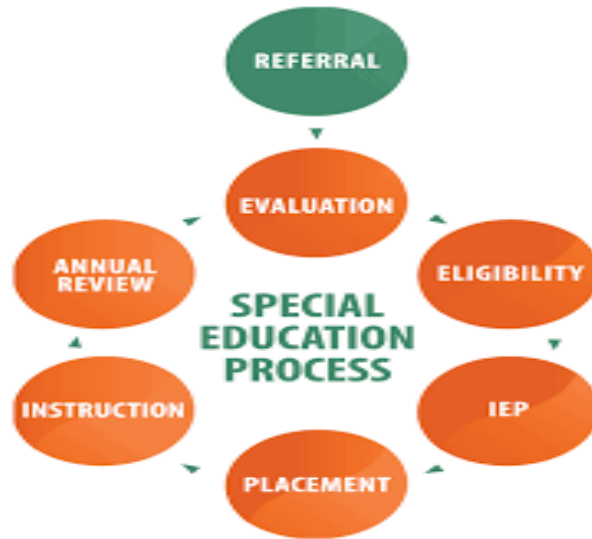 REFERRAL
EVALUATION
ELIGIBILITY
IEP
PLACEMENT
INSTRUCTION
ANNUAL
REVIEW
SPECIAL
EDUCATION
PROCESS